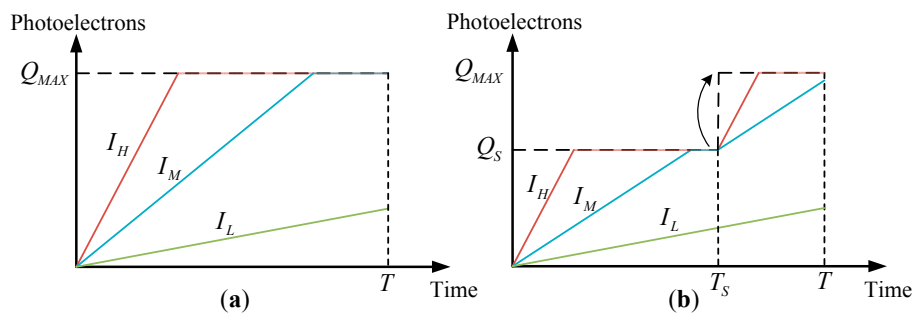 Photoelectrons
Q_MAX
I_H
I_M
I_L
T
Time
(a)
Photoelectrons
Q_MAX
Q_S
I_H
I_M
I_L
T_S
T
Time
(b)